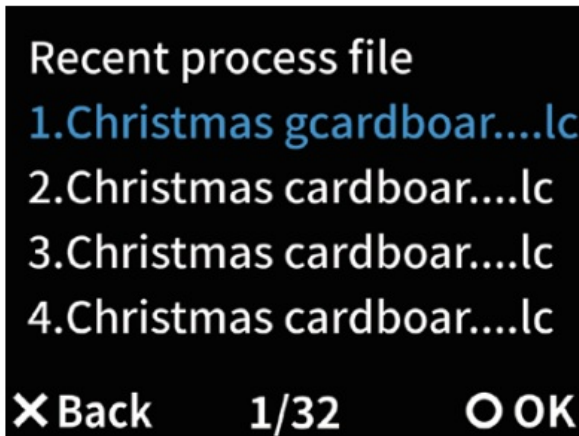 Recent process file
1.Christmas gcardboar....lc
2.Christmas cardboar....lc
3.Christmas cardboar....lc
4.Christmas cardboar....lc
Back 1/32 OK